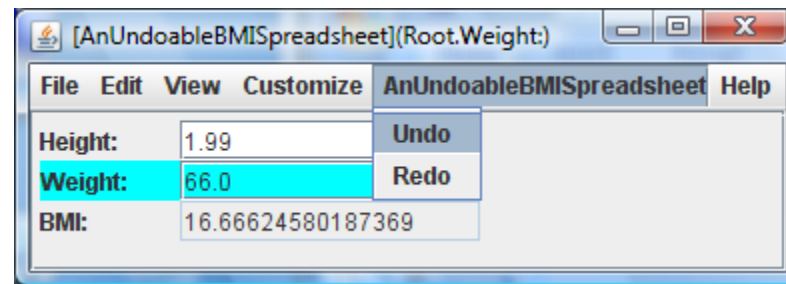 [AnUndoableBMISpreadsheet](Root.Weight:)
File Edit View Customize AnUndoableBMISpreadsheet Help
Height: 1.99 Undo
Weight: 66.0 Redo
BMI: 16.66624580187369